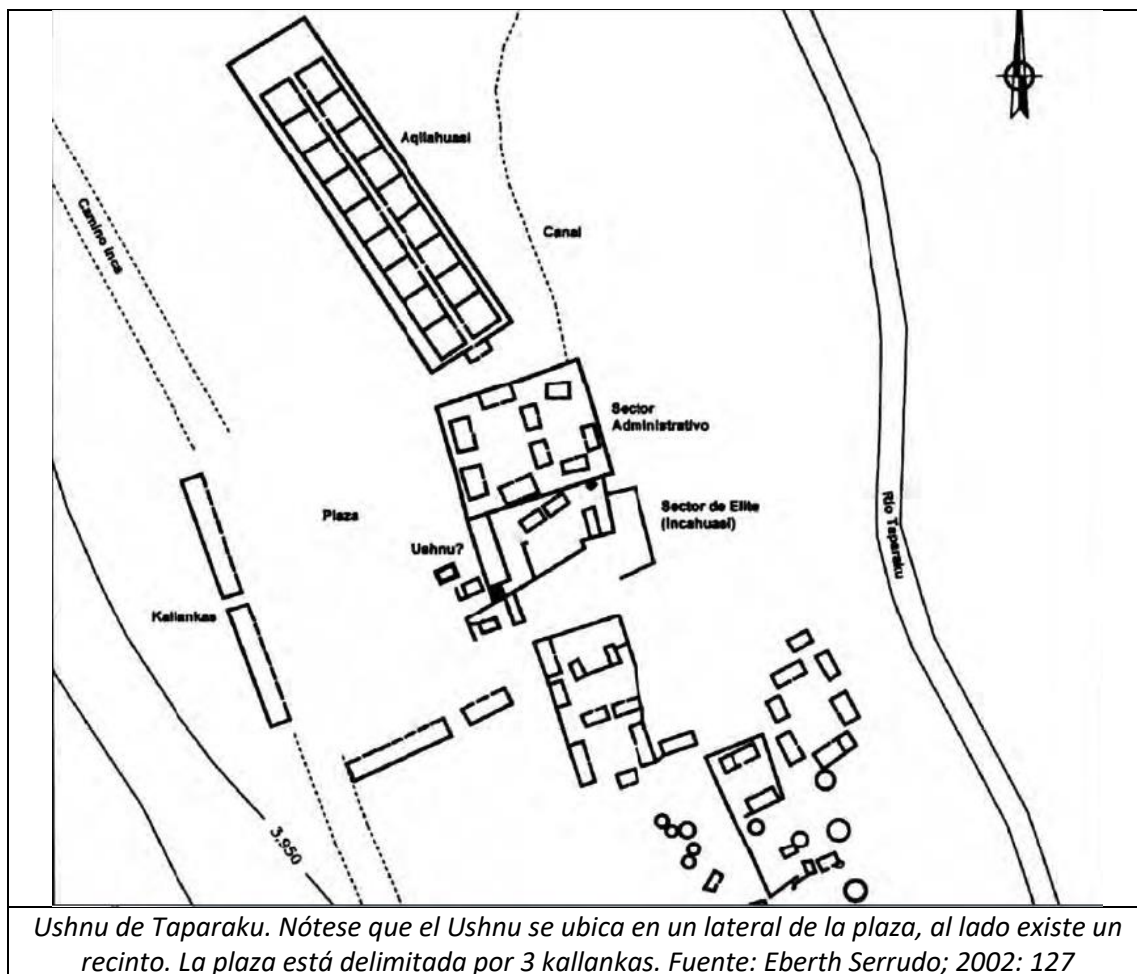 Aqllahuasi
Camino Inca
Canal
Sector
Administrativo
Plaza
Sector de Elite
(Incahuasi)
Río Taparaku
Ushnu?
Kallankas
3,950
Ushnu de Taparaku. Nótese que el Ushnu se ubica en un lateral de la plaza, al lado existe un
recinto. La plaza está delimitada por 3 kallankas. Fuente: Eberth Serrudo; 2002: 127